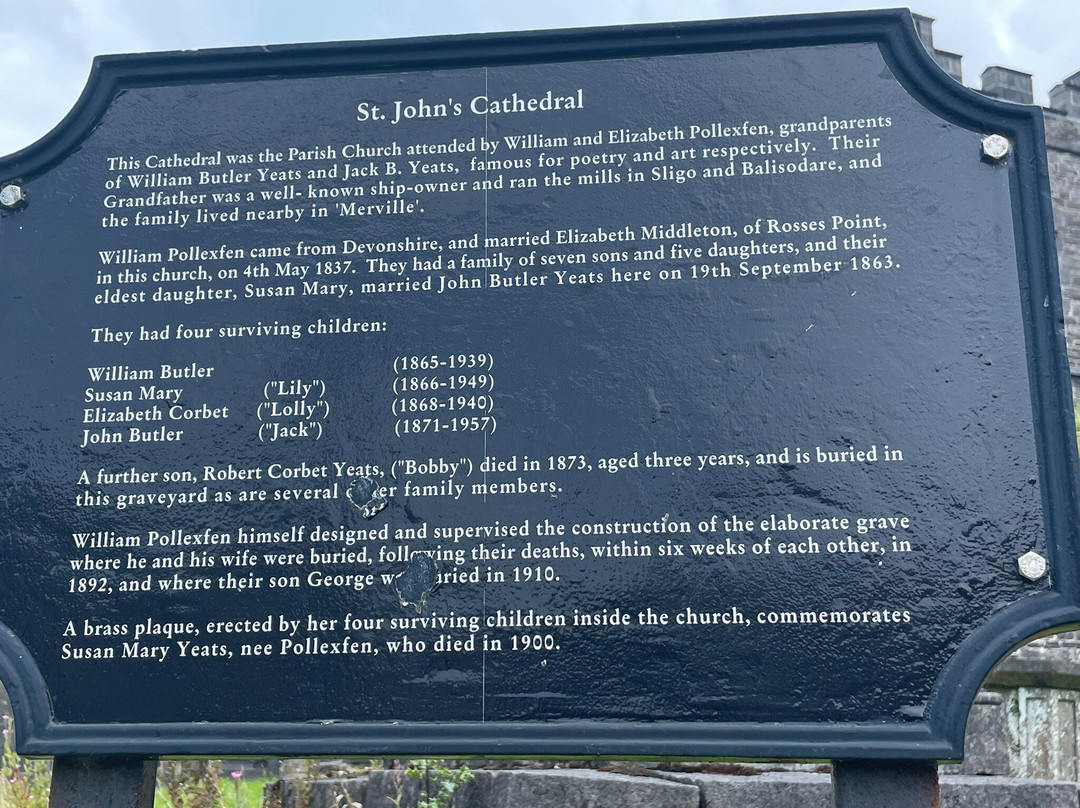 St. John's Cathedral
This Cathedral was the Parish Church attended by William and Elizabeth Pollexfen, grandparents
of William Butler Yeats and Jack B. Yeats, famous for poetry and art respectively. Their
Grandfather was a well- known ship-owner and ran the mills in Sligo and Balisodare, and
the family lived nearby in 'Merville'.
William Pollexfen came from Devonshire, and married Elizabeth Middleton, of Rosses Point,
in this church, on 4th May 1837. They had a family of seven sons and five daughters, and their
eldest daughter, Susan Mary, married John Butler Yeats here on 19th September 1863.
They had four surviving children:
William Butler (1865-1939)
Susan Mary ("Lily") (1866-1949)
Elizabeth Corbet ("Lolly") (1868-1940)
John Butler ("Jack") (1871-1957)
A further son, Robert Corbet Yeats, ("Bobby") died in 1873, aged three years, and is buried in
this graveyard as are several family members.
William Pollexfen himself designed and supervised the construction of the elaborate grave
where he and his wife were buried, following their deaths, within six weeks of each other, in
1892, and where their son George in 1910.
A brass plaque, erected by her four surviving children inside the church, commemorates
Susan Mary Yeats, nee Pollexfen, who died in 1900.